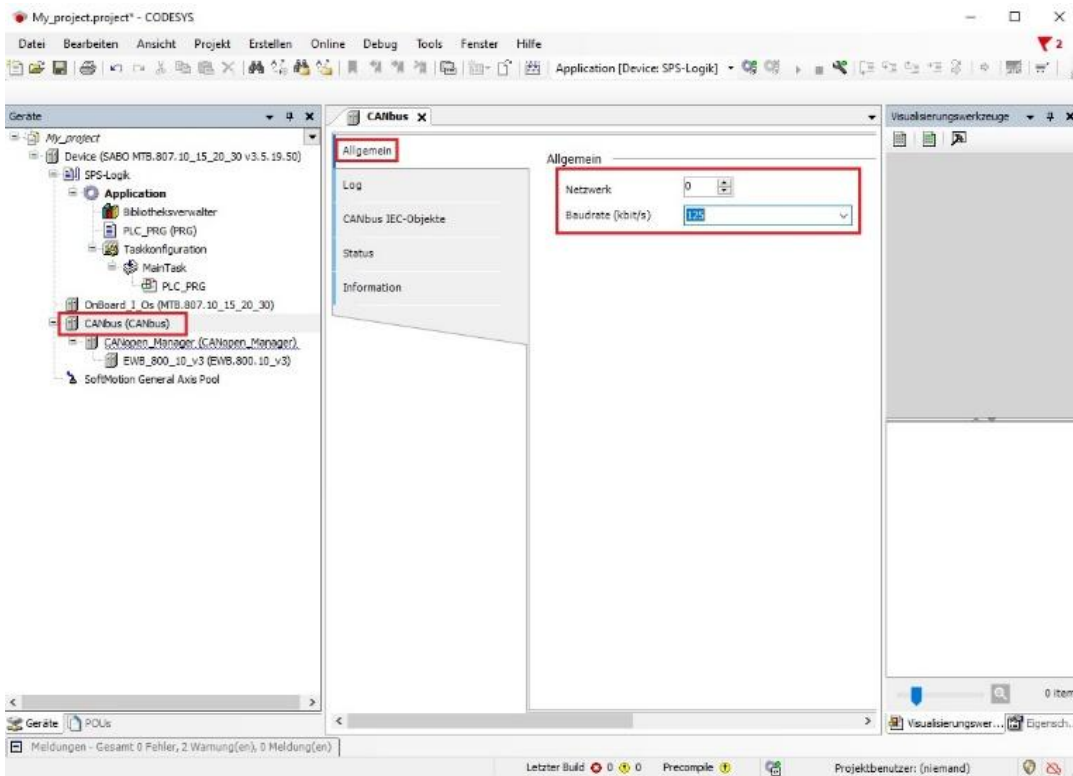 My_project.project* - CODESYS
Datei Bearbeiten Ansicht Projekt Erstellen Online Debug Tools Fenster Hilfe
2
Application [Device: SPS-Logik]
Geräte
My_project
Device (SABO MTB.807.10_15_20_30 v3.5.19.50)
SPS-Logik
Application
Bibliotheksverwalter
PLC_PRG (PRG)
Taskkonfiguration
MainTask
PLC_PRG
OnBoard_I_Os (MTB.807.10_15_20_30)
CANbus (CANbus)
CANopen_Manager (CANopen_Manager)
EWB_800_10_v3 (EWB.800.10_v3)
SoftMotion General Axis Pool
Geräte POUs
CANbus
Allgemein
Log
CANbus IEC-Objekte
Status
Information
Allgemein
Netzwerk 0
Baudrate (kbit/s) 125
Visualisierungswerkzeuge
0 Item
Visualisierungswer... Eigensch...
Meldungen - Gesamt 0 Fehler, 2 Warnung(en), 0 Meldung(en)
Letzter Build 0 0 Precompile Projektbenutzer: (niemand)